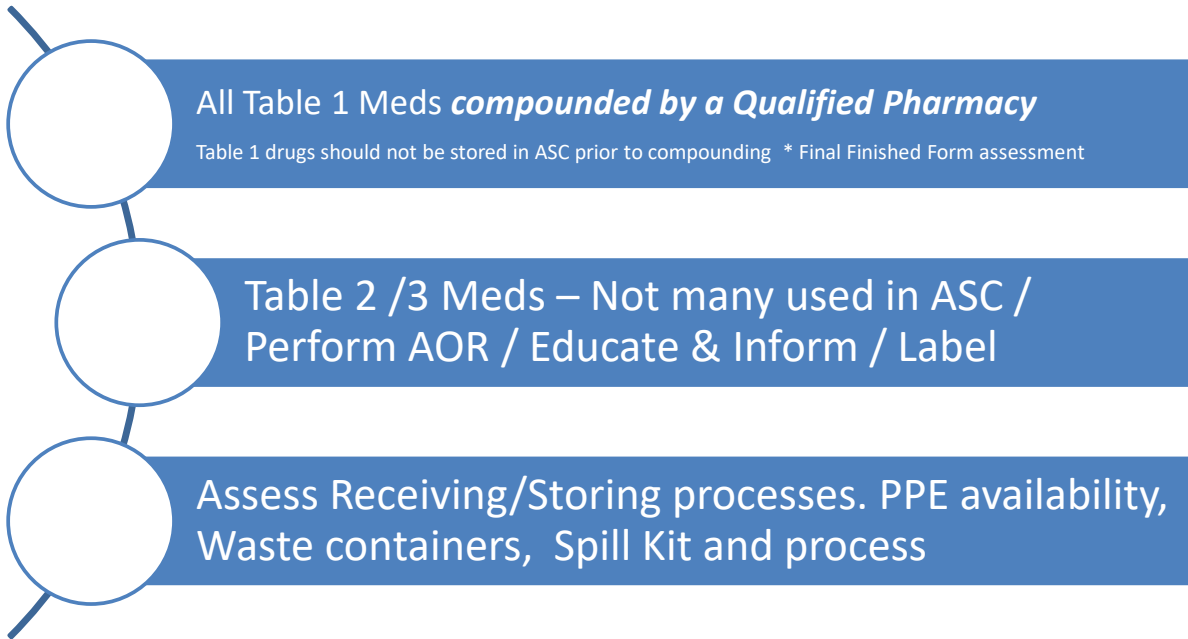 All Table 1 Meds compounded by a Qualified Pharmacy
Table 1 drugs should not be stored in ASC prior to compounding  * Final Finished Form assessment
Table 2 /3 Meds – Not many used in ASC /
Perform AOR / Educate & Inform / Label
Assess Receiving/Storing processes. PPE availability,
Waste containers,  Spill Kit and process